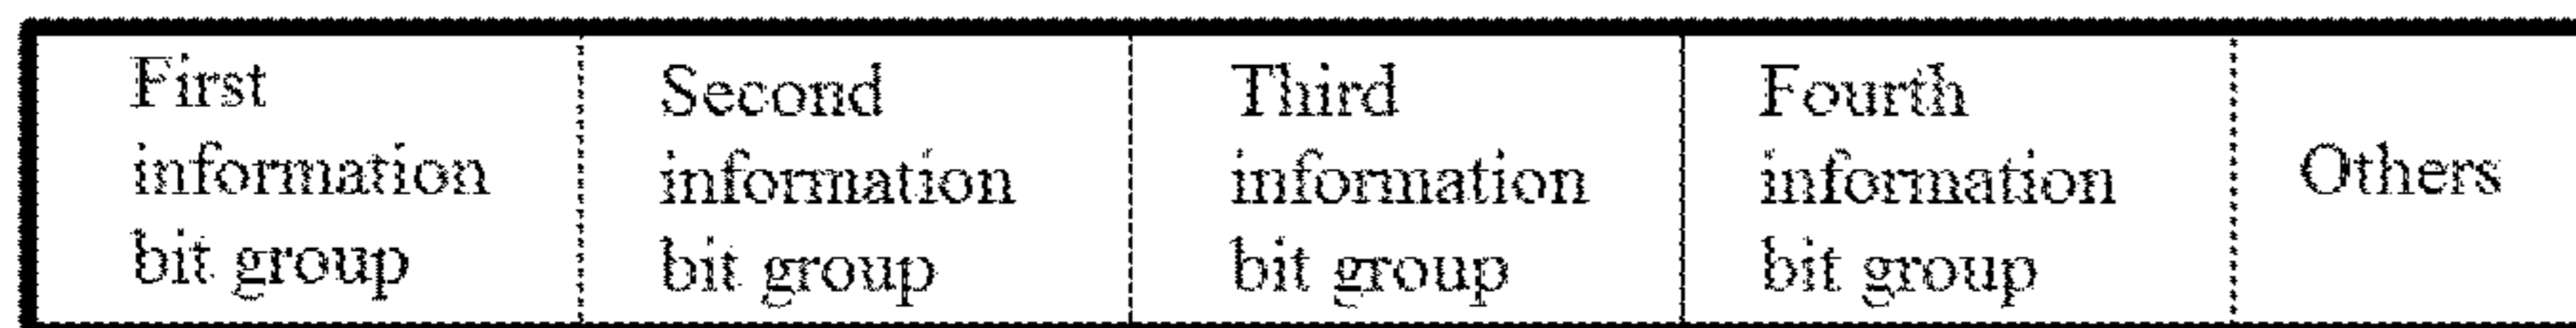 First
information
bit group
Second
information
bit group
Third
information
bit group
Fourth
information
bit group
Others